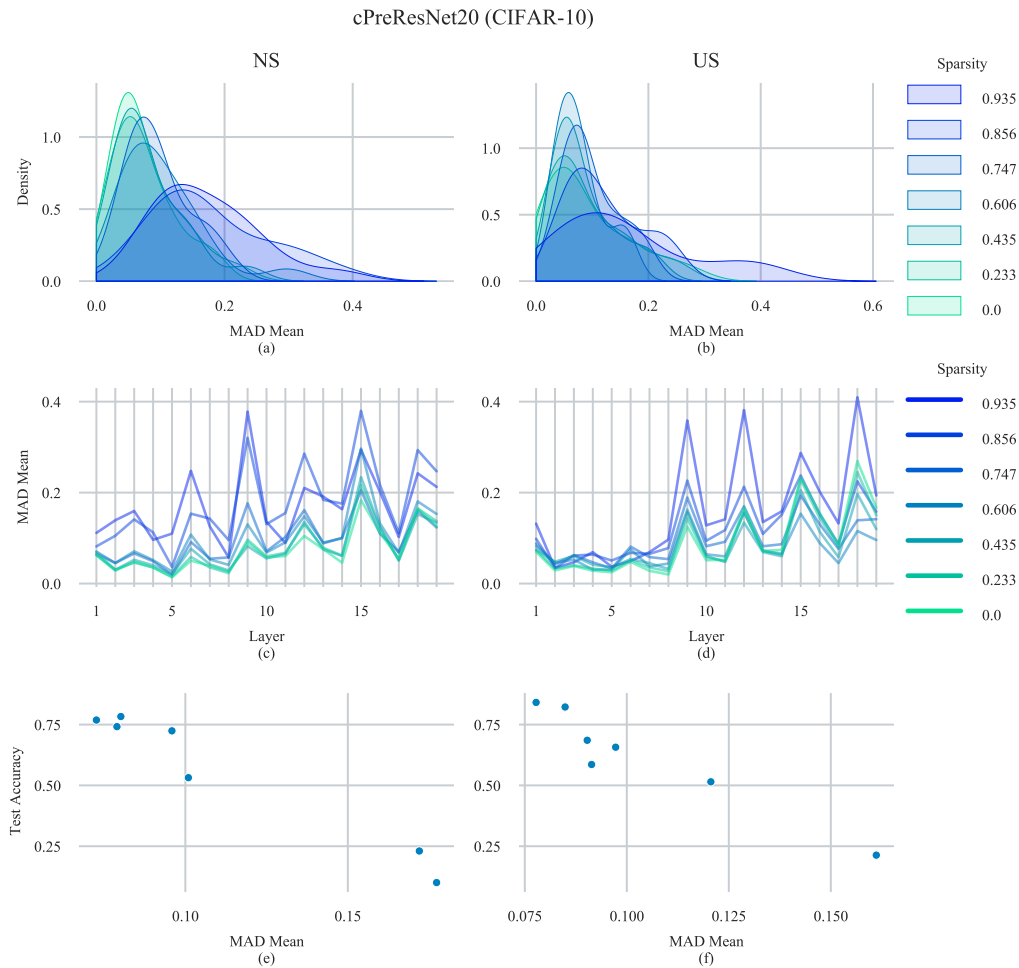 cPreResNet20 (CIFAR-10)
NS
US
Density
1.0
0.5
0.0
0.0
0.2
0.4
MAD Mean
(a)
1.0
0.5
0.0
0.0
0.2
0.4
0.6
MAD Mean
(b)
Sparsity
0.935
0.856
0.747
0.606
0.435
0.233
0.0
MAD Mean
0.4
0.2
0.0
1
5
10
15
Layer
(c)
0.4
0.2
0.0
1
5
10
15
Layer
(d)
Sparsity
0.935
0.856
0.747
0.606
0.435
0.233
0.0
Test Accuracy
0.75
0.50
0.25
0.10
0.15
MAD Mean
(e)
0.75
0.50
0.25
0.075
0.100
0.125
0.150
MAD Mean
(f)